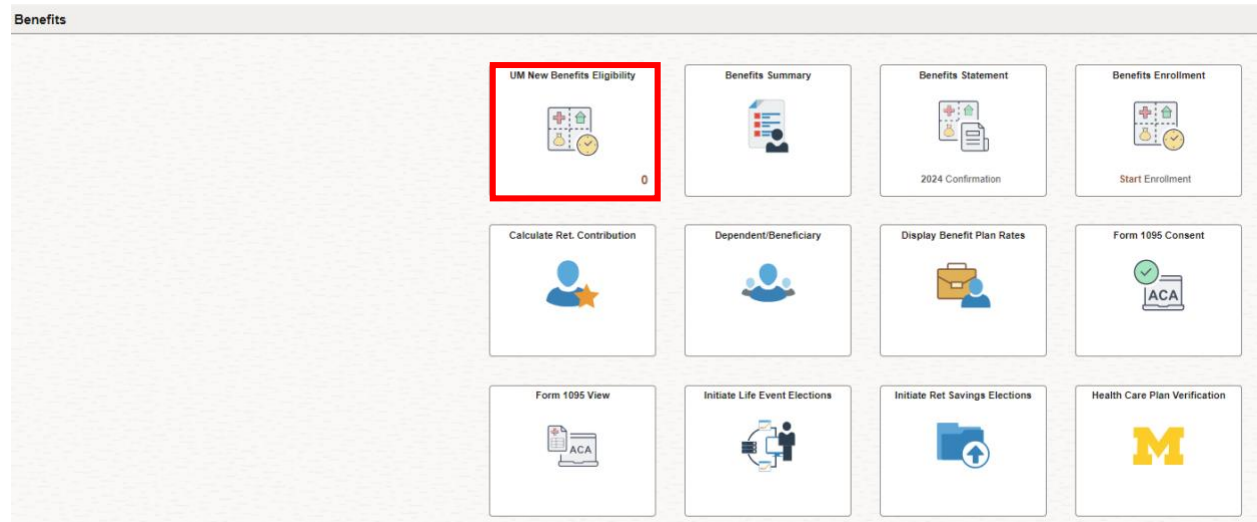 Benefits
UM New Benefits Eligibility
0
Benefits Summary
Benefits Statement
2024 Confirmation
Benefits Enrollment
Start Enrollment
Calculate Ret. Contribution
Dependent/Beneficiary
Display Benefit Plan Rates
Form 1095 Consent
ACA
Form 1095 View
ACA
Initiate Life Event Elections
Initiate Ret Savings Elections
Health Care Plan Verification
M